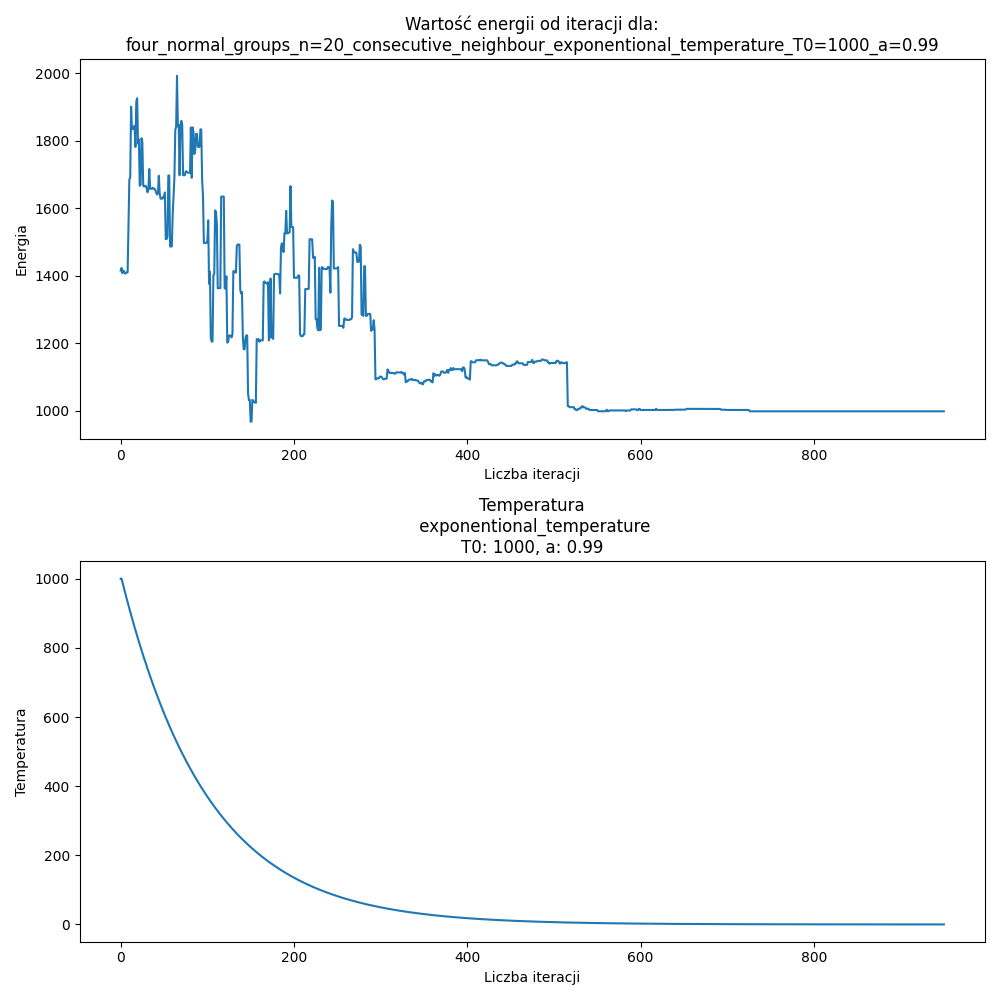 Wartość energii od iteracji dla:
four_normal_groups_n=20_consecutive_neighbour_exponentional_temperature_T0=1000_a=0.99
2000
1800
1600
1400
1200
1000
Energia
0 200 400 600 800
Liczba iteracji
Temperatura
exponentional_temperature
T0: 1000, a: 0.99
1000
800
600
400
200
0
Temperatura
0 200 400 600 800
Liczba iteracji